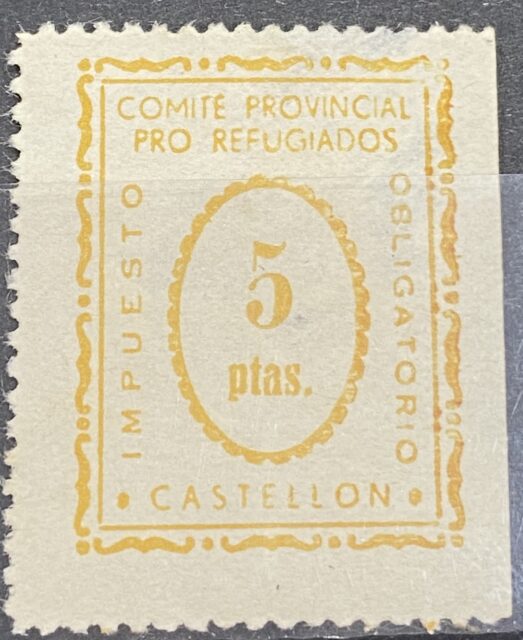 COMITE PROVINCIAL
PRO REFUGIADOS
IMPUESTO
OBLIGATORIO
5
ptas.
CASTELLON